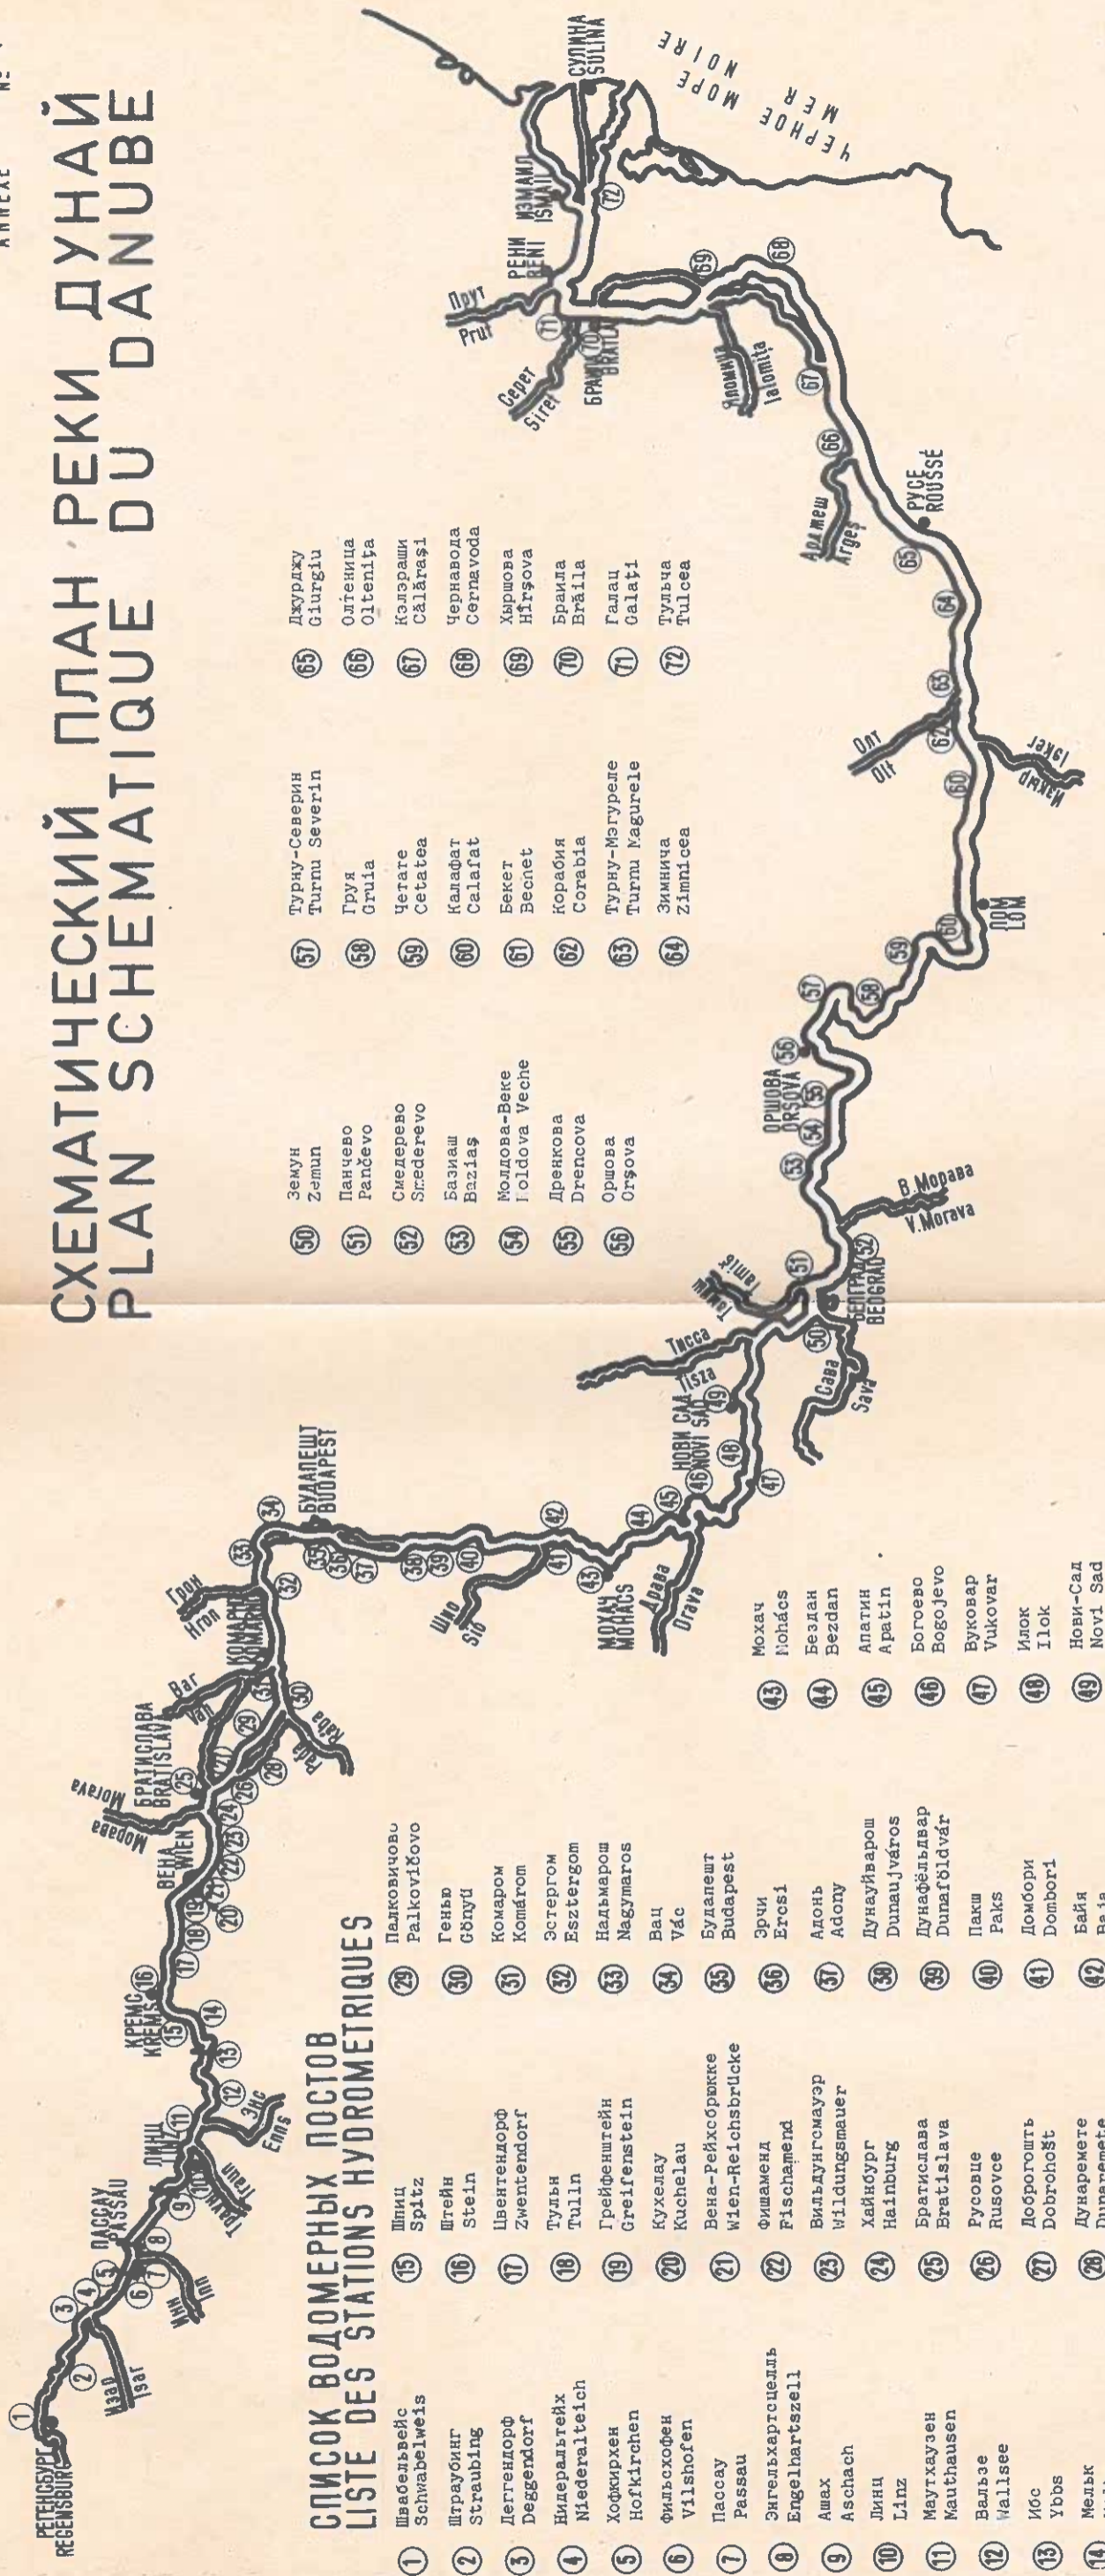 ANNEXE №
СХЕМАТИЧЕСКИЙ ПЛАН РЕКИ ДУНАЙ
PLAN SCHEMATIQUE DU DANUBE
РЕГЕНСБУРГ
REGENSBURG
ПАССАУ
PASSAU
ЛИНЦ
LINZ
КРЕМС
KREMS
ВЕНА
WIEN
БРАТИСЛАВА
BRATISLAVA
КОМАРНО
KOMARNO
БУДАПЕШТ
BUDAPEST
МОХАЧ
MOHÁCS
НОВИ САД
NOVI SAD
БЕЛГРАД
BEOGRAD
ОРШОВА
ORŞOVA
ЛОМ
LOM
РУСЕ
ROUSSÉ
БРАИЛА
BRAILA
РЕНИ
RENI
ИЗМАИЛ
ISMAIL
СУЛИНА
SULINA
ЧЕРНОЕ МОРЕ
MER NOIRE
Изар
Isar
Инн
Inn
Траун
Traun
Энс
Enns
Морава
Morava
Ваг
Váh
Раба
Rába
Грон
Hron
Шио
Sió
Драва
Drava
Тисса
Tisza
Тамиш
Tamiš
Сава
Sava
В.Морава
V.Morava
Искыр
Isker
Олт
Olt
Арджеш
Argeş
Яломица
Ialomiţa
Серет
Siret
Прут
Prut
СПИСОК ВОДОМЕРНЫХ ПОСТОВ
LISTE DES STATIONS HYDROMETRIQUES
1 Швабельвейс
Schwabelweis
2 Штраубинг
Straubing
3 Деггендорф
Deggendorf
4 Нидеральтейх
Niederalteich
5 Хофкирхен
Hofkirchen
6 Фильсхофен
Vilshofen
7 Пассау
Passau
8 Энгельхартсцелль
Engelhartszell
9 Ашах
Aschach
10 Линц
Linz
11 Маутхаузен
Mauthausen
12 Вальзе
Wallsee
13 Ибс
Ybbs
14 Мельк
15 Шпиц
Spitz
16 Штейн
Stein
17 Цвентендорф
Zwentendorf
18 Тульн
Tulln
19 Грейфенштейн
Greifenstein
20 Кухелау
Kuchelau
21 Вена-Рейхсбрюкке
Wien-Reichsbrücke
22 Фишаменд
Fischamend
23 Вильдунгсмауэр
Wildungsmauer
24 Хайнбург
Hainburg
25 Братислава
Bratislava
26 Русовце
Rusovce
27 Доброгошть
Dobrohošt
28 Дунаремете
Dunaremete
29 Палковичово
Palkovičovo
30 Генью
Gönyü
31 Комаром
Komárom
32 Эстергом
Esztergom
33 Надьмарош
Nagymaros
34 Вац
Vác
35 Будапешт
Budapest
36 Эрчи
Ercsi
37 Адонь
Adony
38 Дунауйварош
Dunaujváros
39 Дунафёльдвар
Dunaföldvár
40 Пакш
Paks
41 Домбори
Dombori
42 Байя
Baja
43 Мохач
Mohács
44 Бездан
Bezdan
45 Апатин
Apatin
46 Богоево
Bogojevo
47 Вуковар
Vukovar
48 Илок
Ilok
49 Нови-Сад
Novi Sad
50 Земун
Zemun
51 Панчево
Pančevo
52 Смедерево
Smederevo
53 Базиаш
Baziaş
54 Молдова-Веке
Moldova Veche
55 Дренкова
Drencova
56 Оршова
Orşova
57 Турну-Северин
Turnu Severin
58 Груя
Gruia
59 Четате
Cetatea
60 Калафат
Calafat
61 Бекет
Bechet
62 Корабия
Corabia
63 Турну-Мэгуреле
Turnu Magurele
64 Зимнича
Zimnicea
65 Джурджу
Giurgiu
66 Олтеница
Olteniţa
67 Кэлэраши
Călăraşi
68 Чернавода
Cernavoda
69 Хыршова
Hîrşova
70 Браила
Brăila
71 Галац
Galaţi
72 Тульча
Tulcea